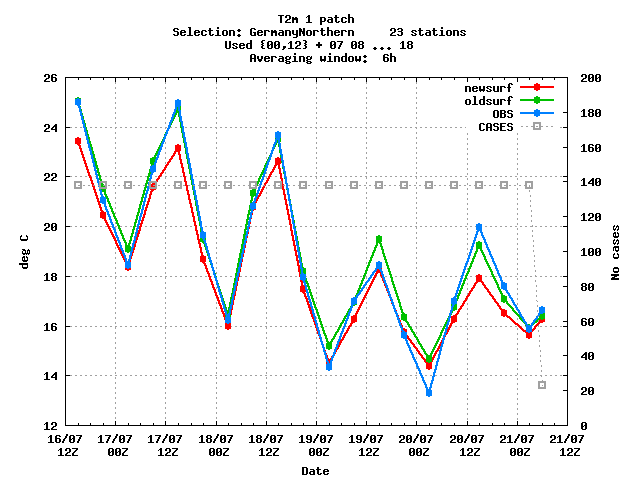 T2m 1 patch
Selection: GermanyNorthern 23 stations
Used {00,12} + 07 08 ... 18
Averaging window: 6h
26 200
newsurf
oldsurf
OBS
CASES
180
24
160
22
140
120
20
deg C
No cases
100
18
80
16
60
40
14
20
12 0
16/07 17/07 17/07 18/07 18/07 19/07 19/07 20/07 20/07 21/07 21/07
12Z 00Z 12Z 00Z 12Z 00Z 12Z 00Z 12Z 00Z 12Z
Date